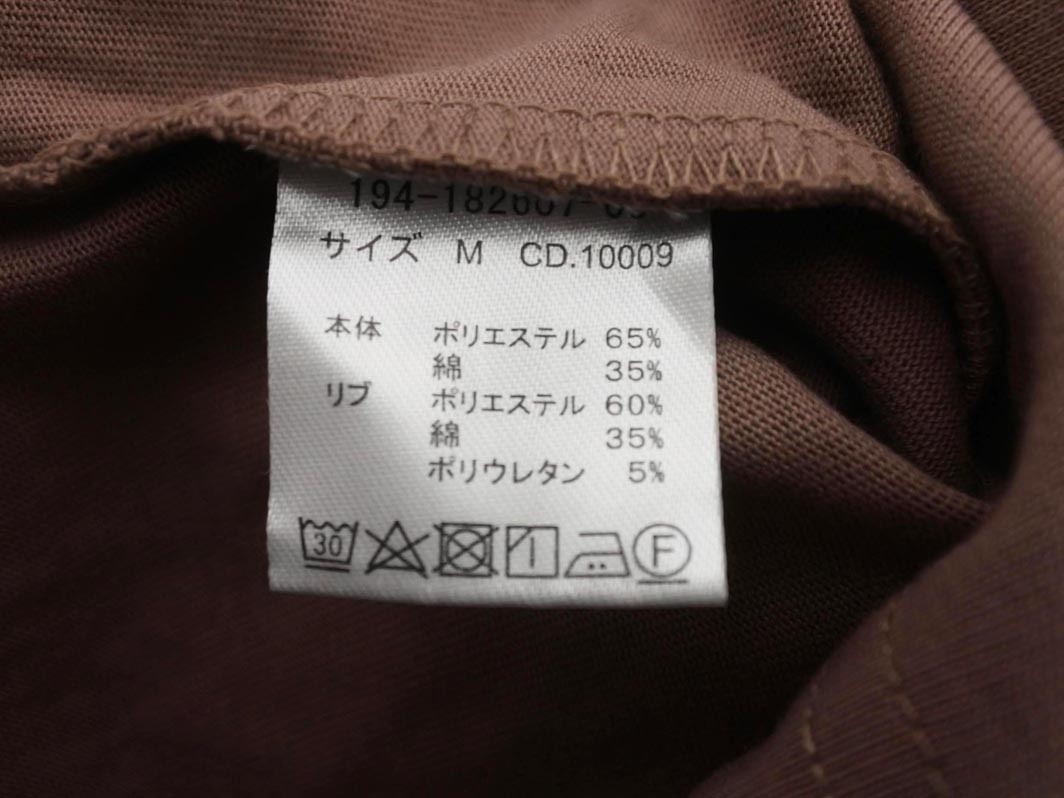 サイズ M CD.10009
本体 ポリエステル 65%
綿 35%
リブ ポリエステル 60%
綿 35%
ポリウレタン 5%
30
F